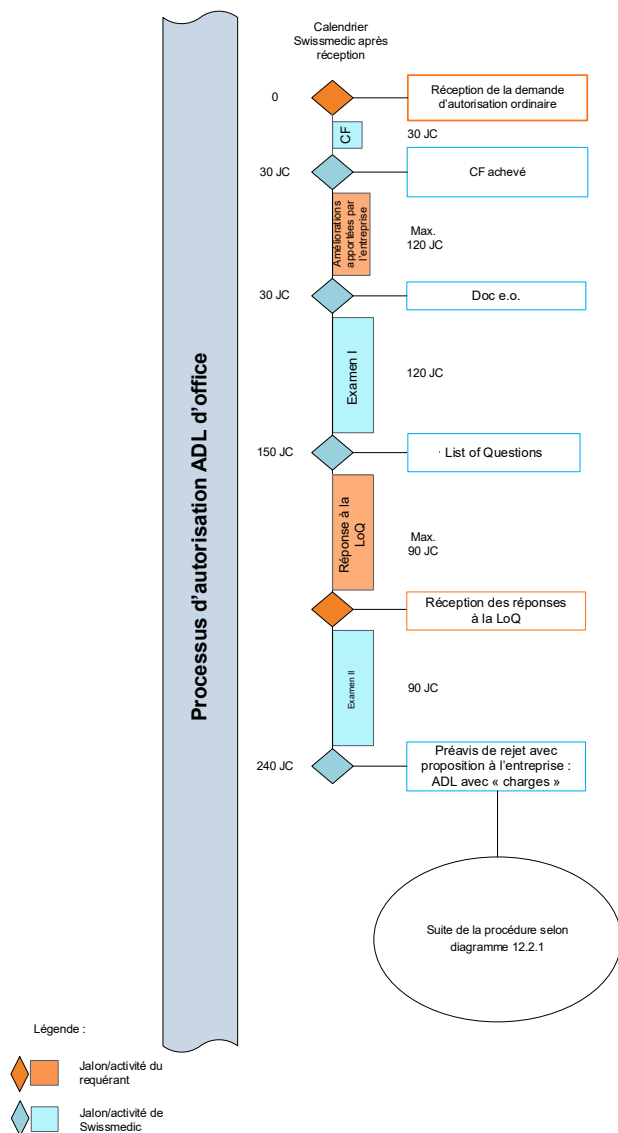 Processus d'autorisation ADL d'office
Calendrier
Swissmedic après
réception
0
Réception de la demande
d'autorisation ordinaire
CF
30 JC
30 JC
CF achevé
Améliorations
apportées par
l'entreprise
Max.
120 JC
30 JC
Doc e.o.
Examen I
120 JC
150 JC
List of Questions
Réponse à la
LoQ
Max.
90 JC
Réception des réponses
à la LoQ
Examen II
90 JC
240 JC
Préavis de rejet avec
proposition à l'entreprise :
ADL avec « charges »
Suite de la procédure selon
diagramme 12.2.1
Légende :
Jalon/activité du
requérant
Jalon/activité de
Swissmedic